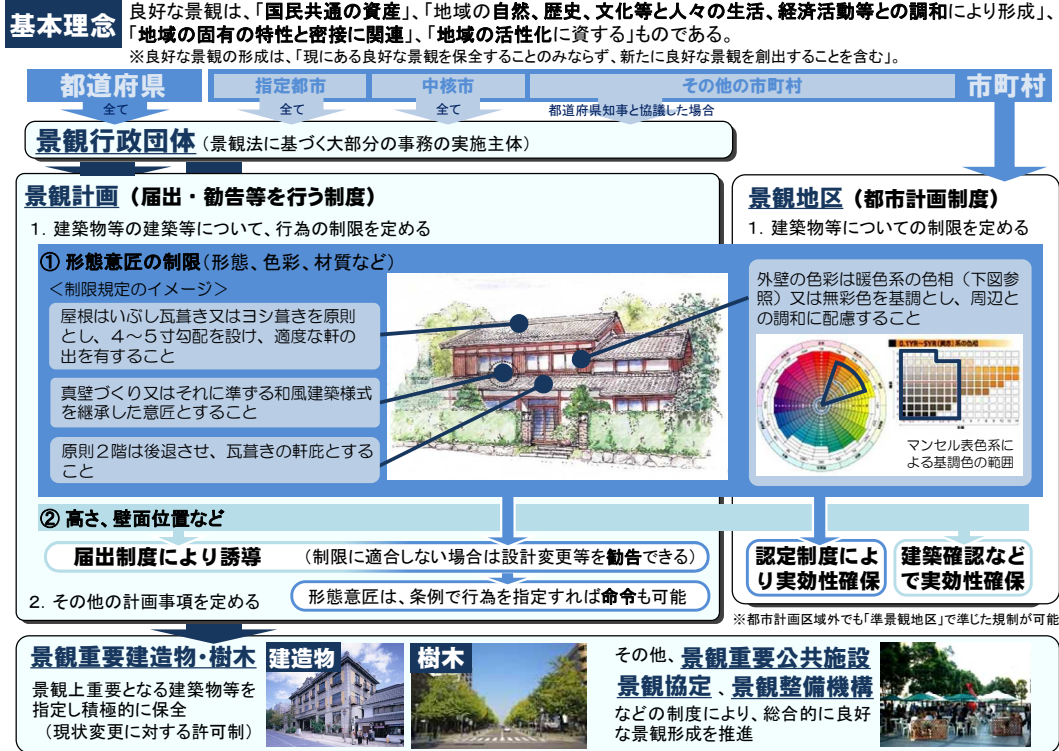 基本理念
良好な景観は、「国民共通の資産」、「地域の自然、歴史、文化等と人々の生活、経済活動等との調和により形成」、
「地域の固有の特性と密接に関連」、「地域の活性化に資する」ものである。
※良好な景観の形成は、「現にある良好な景観を保全することのみならず、新たに良好な景観を創出することを含む」。
都道府県 指定都市 中核市 その他の市町村 市町村
全て 全て 全て 都道府県知事と協議した場合
景観行政団体(景観法に基づく大部分の事務の実施主体)
景観計画(届出・勧告等を行う制度)
1.建築物等の建築等について、行為の制限を定める
景観地区(都市計画制度)
1.建築物等についての制限を定める
① 形態意匠の制限(形態、色彩、材質など)
<制限規定のイメージ>
屋根はいぶし瓦葺き又はヨシ葺きを原則
とし、4～5寸勾配を設け、適度な軒の
出を有すること
真壁づくり又はそれに準ずる和風建築様式
を継承した意匠とすること
原則2階は後退させ、瓦葺きの軒庇とする
こと
外壁の色彩は暖色系の色相(下図参
照)又は無彩色を基調とし、周辺と
の調和に配慮すること
0.1YR～5YR(黄赤)系の色相
マンセル表色系に
よる基調色の範囲
② 高さ、壁面位置など
届出制度により誘導 (制限に適合しない場合は設計変更等を勧告できる)
形態意匠は、条例で行為を指定すれば命令も可能
2.その他の計画事項を定める
認定制度によ
り実効性確保
建築確認など
で実効性確保
※都市計画区域外でも「準景観地区」で準じた規制が可能
景観重要建造物・樹木
景観上重要となる建築物等を
指定し積極的に保全
(現状変更に対する許可制)
建造物
樹木
その他、景観重要公共施設
景観協定、景観整備機構
などの制度により、総合的に良好
な景観形成を推進